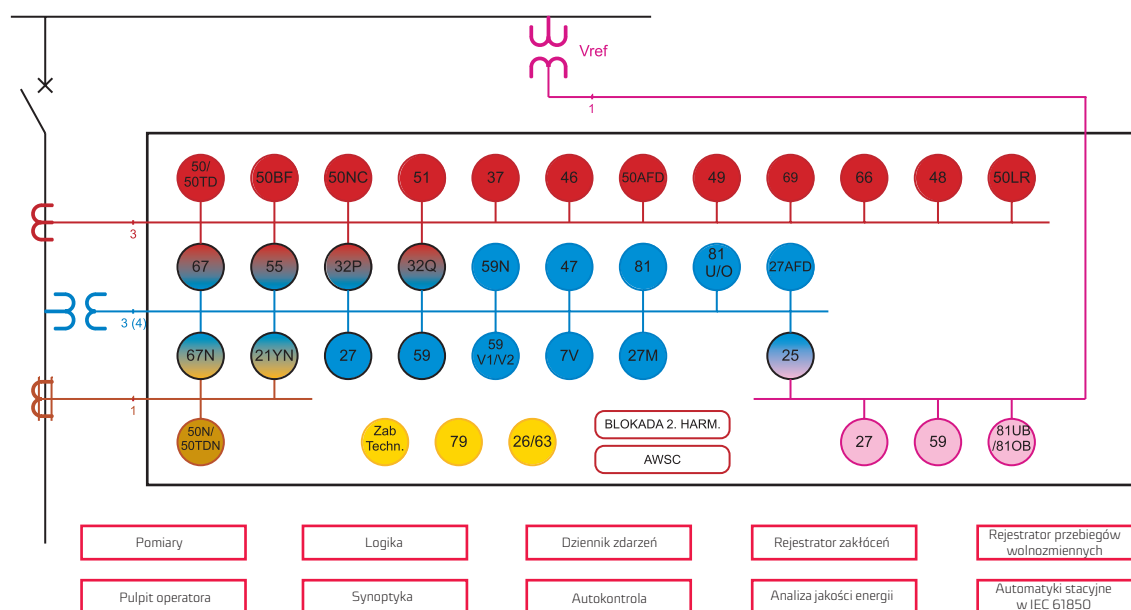 Vref
1
50/
50TD
50BF
50NC
51
37
46
50AFD
49
69
66
48
50LR
3
67
55
32P
32Q
59N
47
81
81
U/O
27AFD
3 (4)
67N
21YN
27
59
59
V1/V2
7V
27M
25
1
50N/
50TDN
Zab
Techn.
79
26/63
BLOKADA 2. HARM.
AWSC
27
59
81UB
/81OB
Pomiary
Logika
Dziennik zdarzeń
Rejestrator zakłóceń
Rejestrator przebiegów
wolnozmiennych
Pulpit operatora
Synoptyka
Autokontrola
Analiza jakości energii
Automatyki stacyjne
w IEC 61850